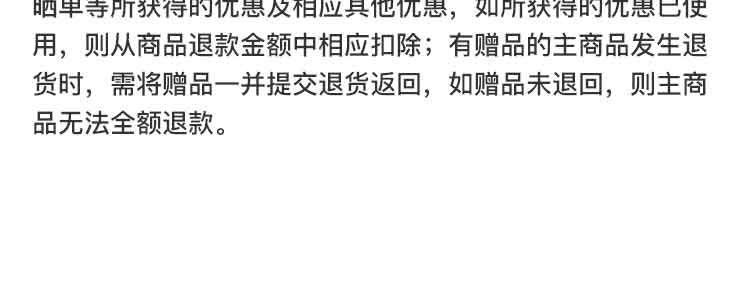 晒单等所获得的优惠及相应其他优惠，如所获得的优惠已使
用，则从商品退款金额中相应扣除；有赠品的主商品发生退
货时，需将赠品一并提交退货返回，如赠品未退回，则主商
品无法全额退款。